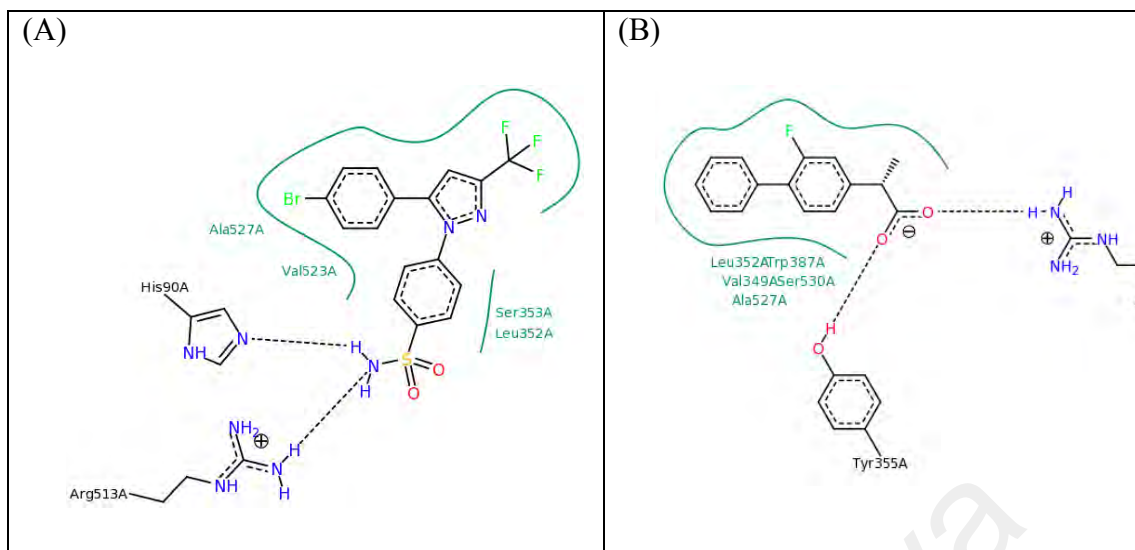 (A)
F
F
F
Br
N
N
Ala527A
Val523A
His90A
NH
N
H
N
H
S
O
O
Ser353A
Leu352A
NH2
H
N
H
NH
Arg513A
(B)
F
O
O
H
H
N
NH
NH2
Leu352ATrp387A
Val349ASer530A
Ala527A
H
O
Tyr355A